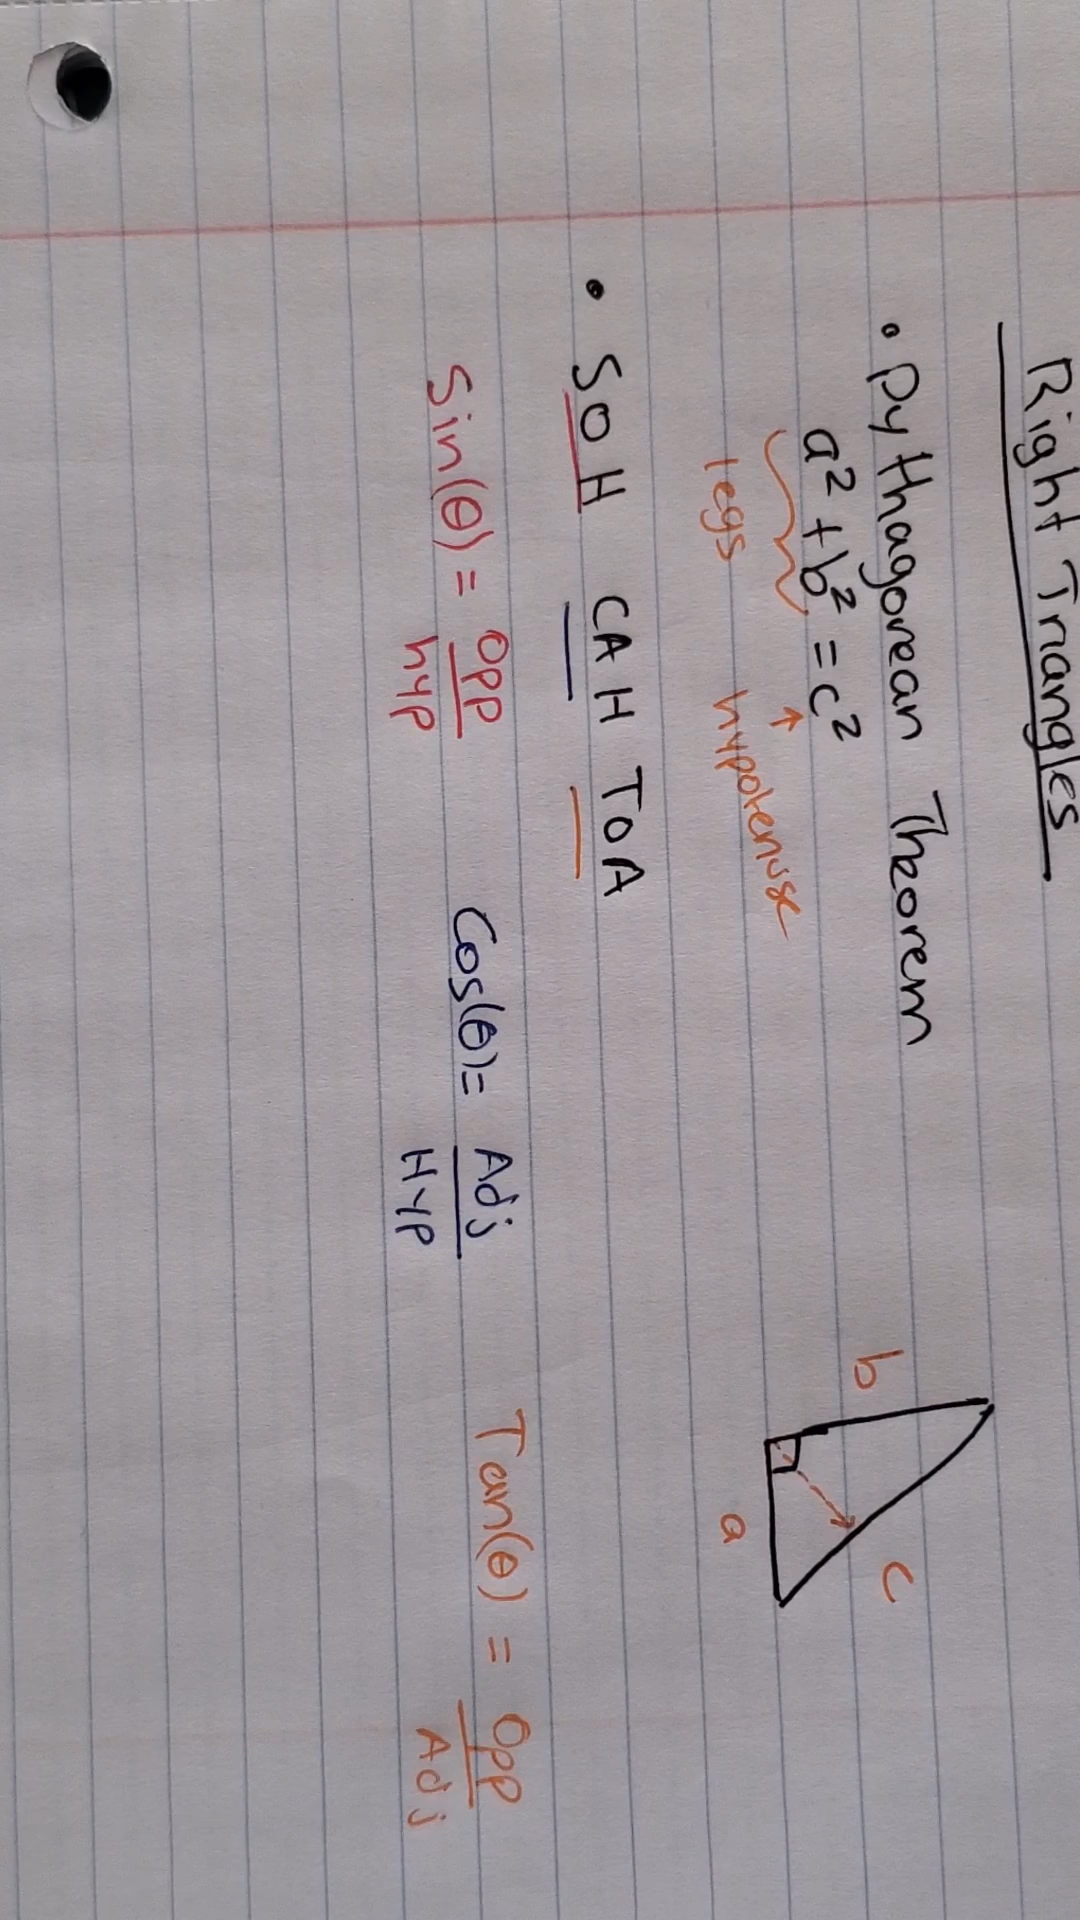 Right Triangles
• Pythagorean Theorem
a² + b² = c²
legs hypotenuse
b c
a
• SOH CAH TOA
Sin(θ) = Opp/hyp Cos(θ) = Adj/Hyp Tan(θ) = Opp/Adj